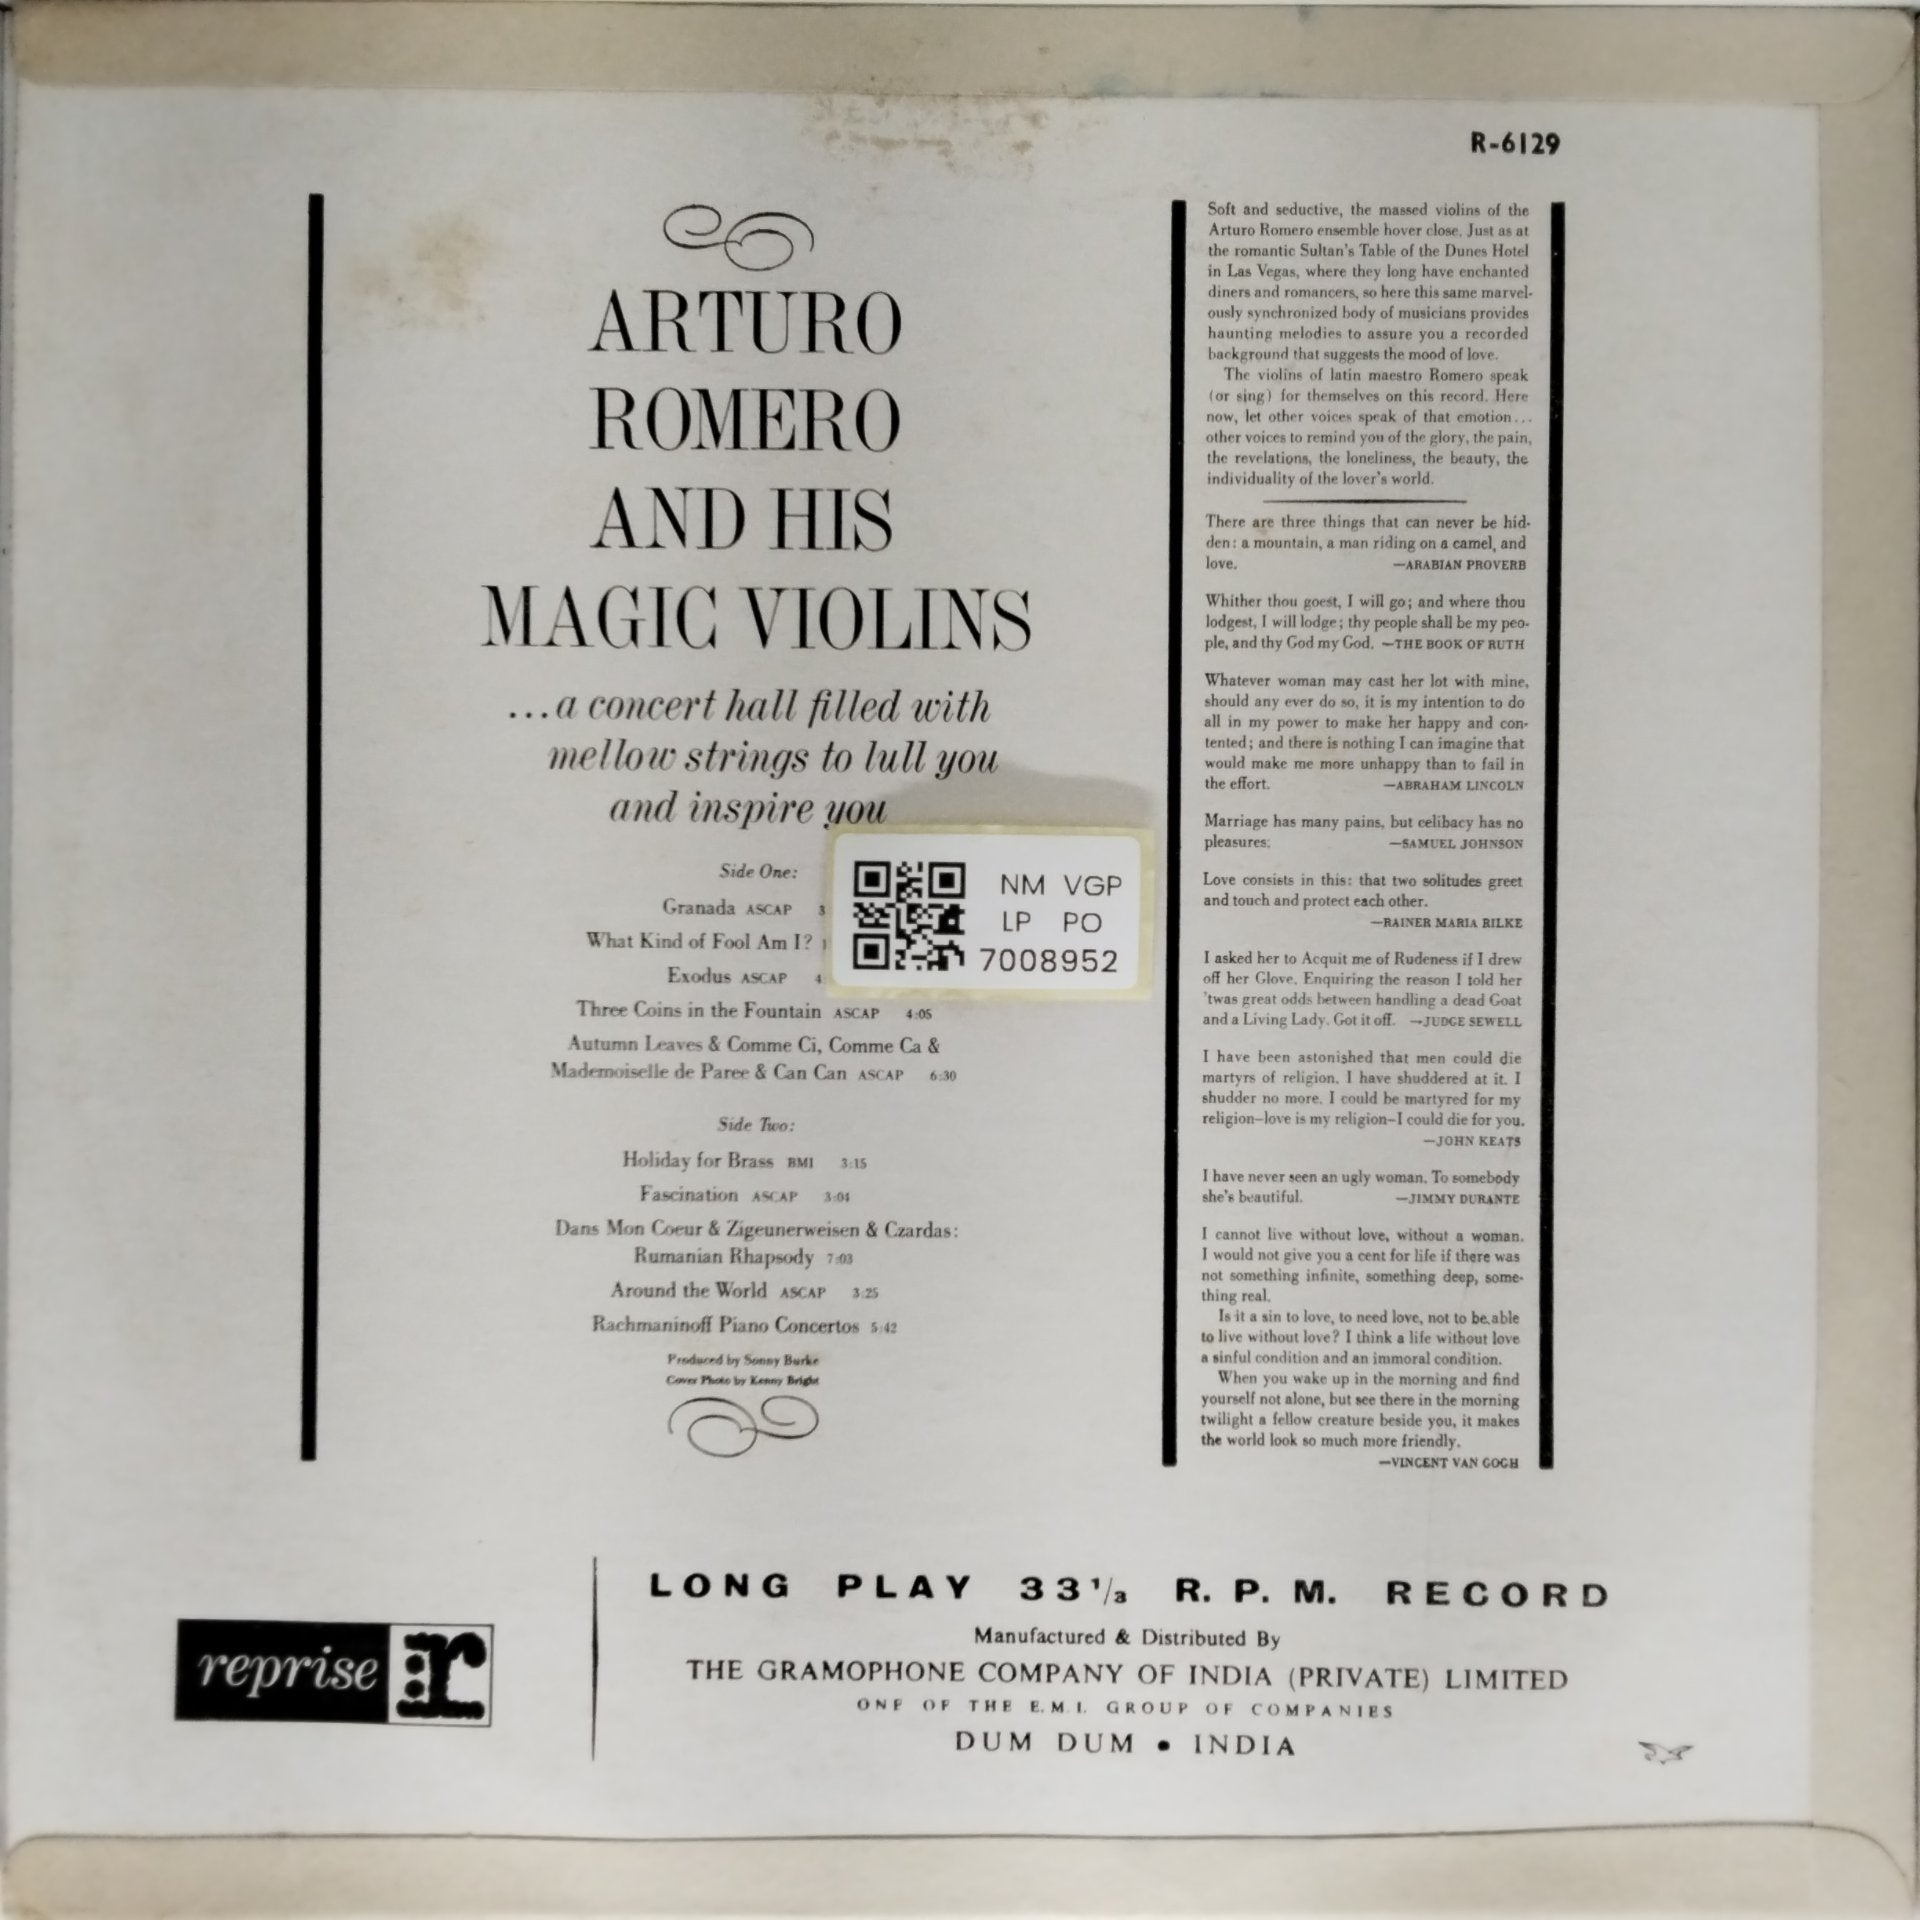 R-6129
ARTURO
ROMERO
AND HIS
MAGIC VIOLINS
...a concert hall filled with
mellow strings to lull you
and inspire you
Side One:
Granada ASCAP 3
What Kind of Fool Am I?
Exodus ASCAP 4
Three Coins in the Fountain ASCAP 4:05
Autumn Leaves & Comme Ci, Comme Ca &
Mademoiselle de Paree & Can Can ASCAP 6:30
Side Two:
Holiday for Brass BMI 3:15
Fascination ASCAP 3:04
Dans Mon Coeur & Zigeunerweisen & Czardas:
Rumanian Rhapsody 7:03
Around the World ASCAP 3:25
Rachmaninoff Piano Concertos 5:42
Produced by Sonny Burke
Cover Photo by Kenny Bright
NM VGP
LP PO
7008952
Soft and seductive, the massed violins of the
Arturo Romero ensemble hover close. Just as at
the romantic Sultan's Table of the Dunes Hotel
in Las Vegas, where they long have enchanted
diners and romancers, so here this same marvel-
ously synchronized body of musicians provides
haunting melodies to assure you a recorded
background that suggests the mood of love.
The violins of latin maestro Romero speak
(or sing) for themselves on this record. Here
now, let other voices speak of that emotion...
other voices to remind you of the glory, the pain,
the revelations, the loneliness, the beauty, the
individuality of the lover's world.
There are three things that can never be hid-
den: a mountain, a man riding on a camel, and
love. —ARABIAN PROVERB
Whither thou goest, I will go; and where thou
lodgest, I will lodge; thy people shall be my peo-
ple, and thy God my God. —THE BOOK OF RUTH
Whatever woman may cast her lot with mine,
should any ever do so, it is my intention to do
all in my power to make her happy and con-
tented; and there is nothing I can imagine that
would make me more unhappy than to fail in
the effort. —ABRAHAM LINCOLN
Marriage has many pains, but celibacy has no
pleasures. —SAMUEL JOHNSON
Love consists in this: that two solitudes greet
and touch and protect each other.
—RAINER MARIA RILKE
I asked her to Acquit me of Rudeness if I drew
off her Glove. Enquiring the reason I told her
'twas great odds between handling a dead Goat
and a Living Lady. Got it off. —JUDGE SEWELL
I have been astonished that men could die
martyrs of religion. I have shuddered at it. I
shudder no more. I could be martyred for my
religion—love is my religion—I could die for you.
—JOHN KEATS
I have never seen an ugly woman. To somebody
she's beautiful. —JIMMY DURANTE
I cannot live without love, without a woman.
I would not give you a cent for life if there was
not something infinite, something deep, some-
thing real.
Is it a sin to love, to need love, not to be able
to live without love? I think a life without love
a sinful condition and an immoral condition.
When you wake up in the morning and find
yourself not alone, but see there in the morning
twilight a fellow creature beside you, it makes
the world look so much more friendly.
—VINCENT VAN GOGH
reprise r
LONG PLAY 33 1/3 R. P. M. RECORD
Manufactured & Distributed By
THE GRAMOPHONE COMPANY OF INDIA (PRIVATE) LIMITED
ONE OF THE E.M.I. GROUP OF COMPANIES
DUM DUM • INDIA